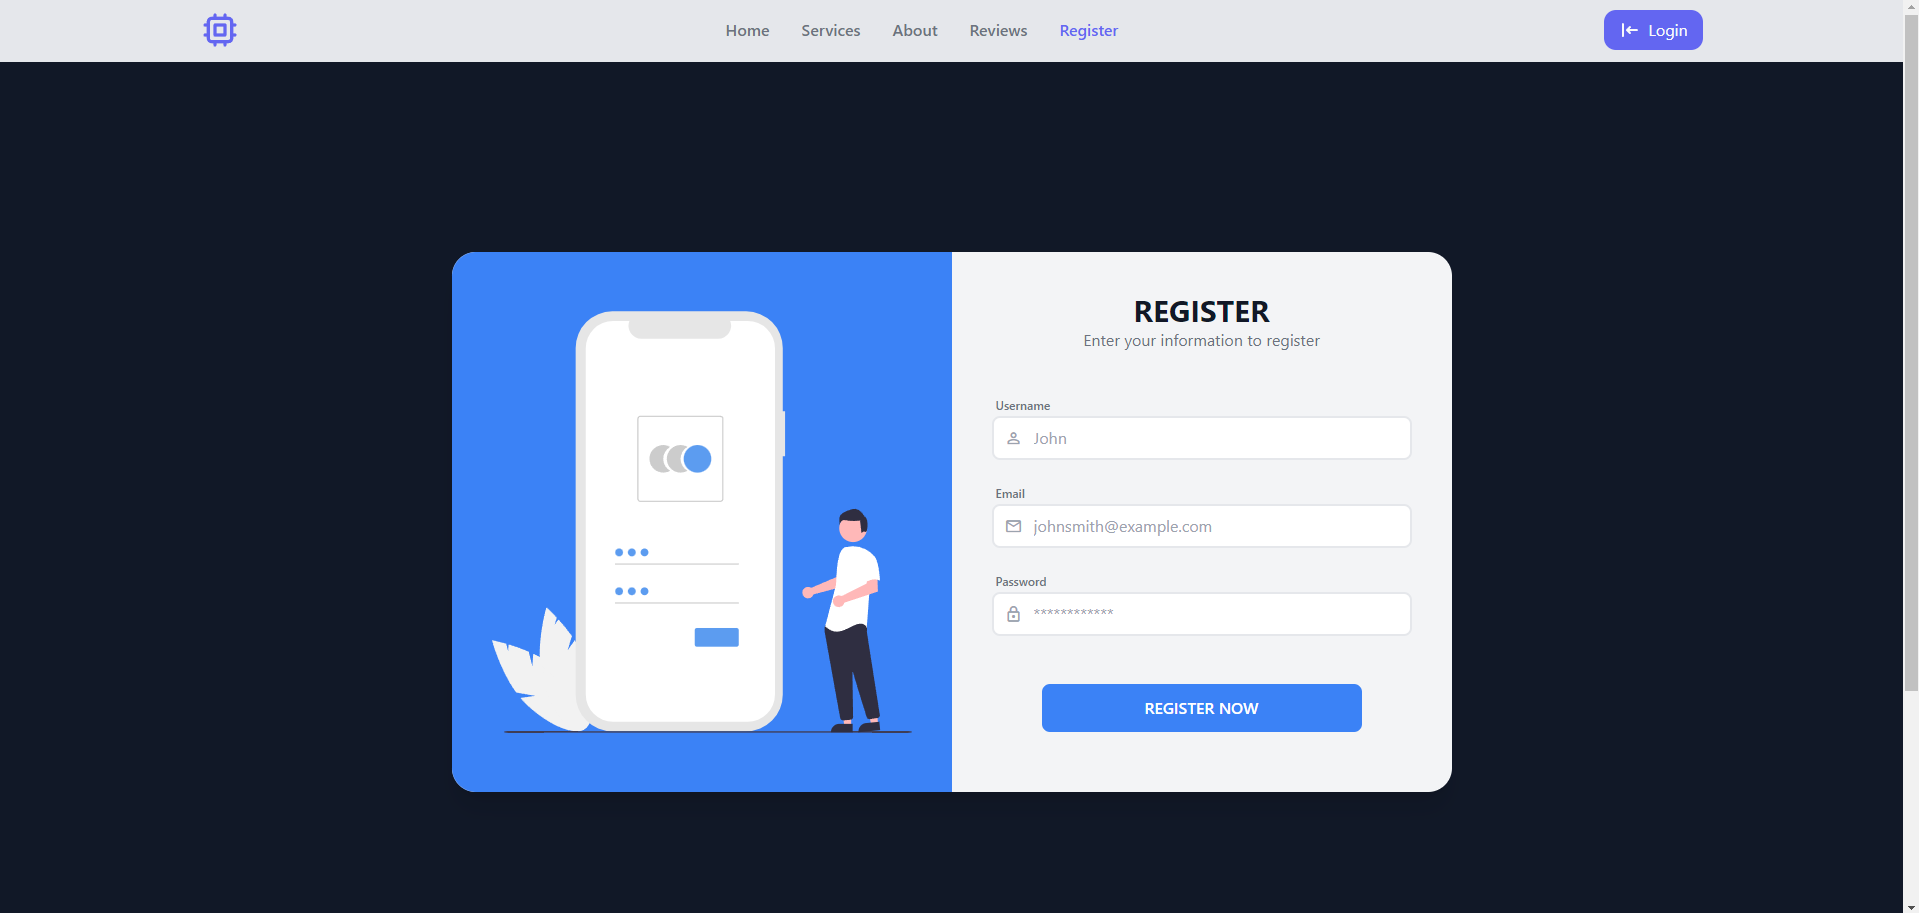 Home Services About Reviews Register Login
REGISTER
Enter your information to register
Username
John
Email
johnsmith@example.com
Password
************
REGISTER NOW